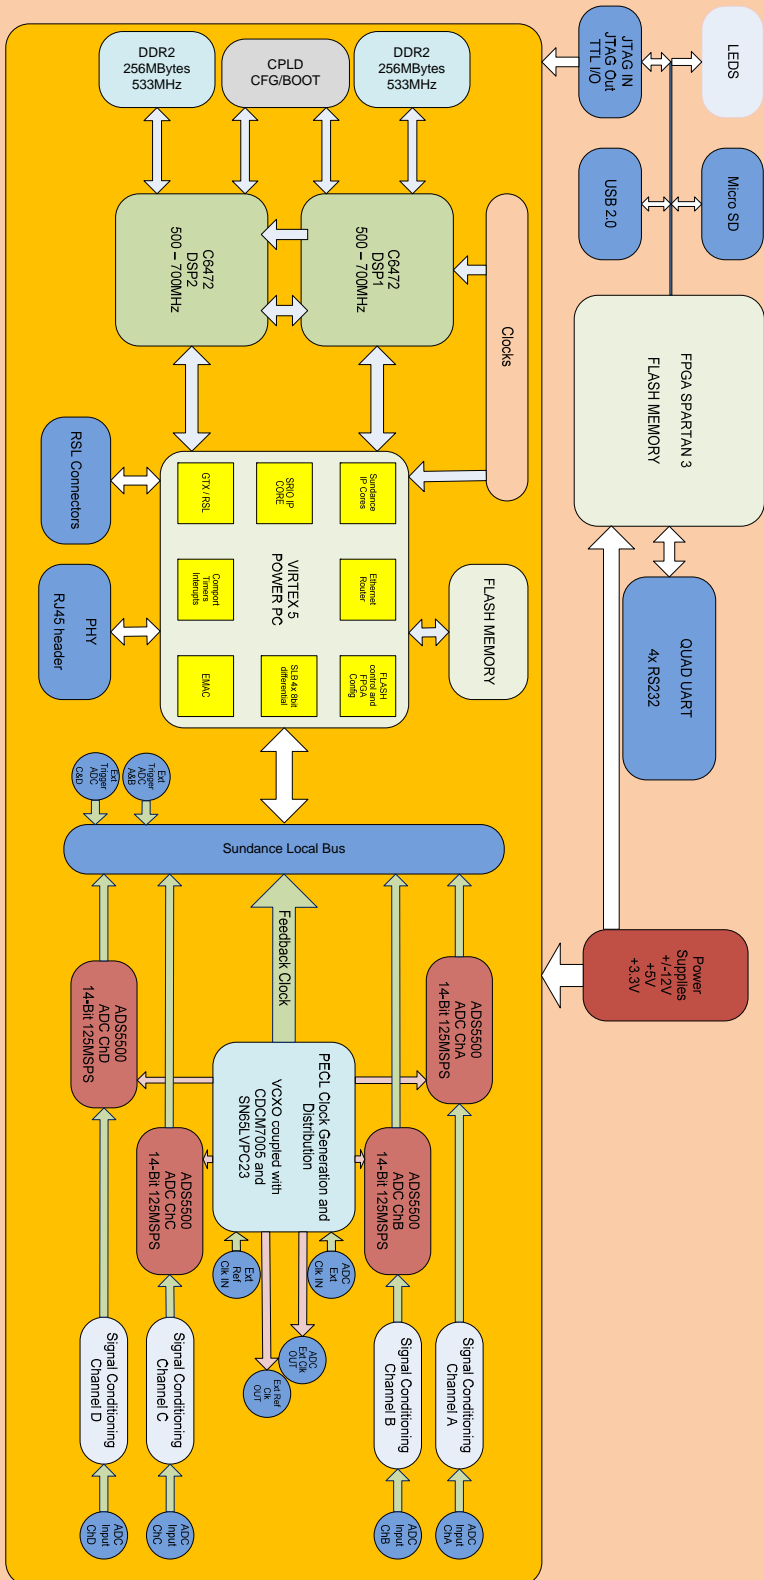 DDR2
256MBytes
533MHz
CPLD
CFG/BOOT
DDR2
256MBytes
533MHz
JTAG IN
JTAG Out
TTL I/O
LEDS
USB 2.0
Micro SD
C6472
DSP2
500 – 700MHz
C6472
DSP1
500 – 700MHz
Clocks
FPGA SPARTAN 3
FLASH MEMORY
RSL Connectors
GTX / RSL
SRIO IP
CORE
Sundance
IP Cores
PHY
RJ45 header
Comport
Timers
Interupts
VIRTEX 5
POWER PC
Ethernet
Router
FLASH MEMORY
QUAD UART
4x RS232
EMAC
SLB 4x 8bit
differential
FLASH
control and
FPGA
Config
Ext
Trigger
ADC
C&D
Ext
Trigger
ADC
A&B
Sundance Local Bus
Feedback Clock
Power
Supplies
+/-12V
+5V
+3.3V
ADS5500
ADC ChD
14-Bit 125MSPS
ADS5500
ADC ChC
14-Bit 125MSPS
PECL Clock Generation and
Distribution
VCXO coupled with
CDCM7005 and
SN65LVPC23
ADS5500
ADC ChB
14-Bit 125MSPS
ADS5500
ADC ChA
14-Bit 125MSPS
Ext
Ref
Clk IN
ADC
Ext
Clk IN
ADC
Ext Clk
OUT
Ext Ref
Clk
OUT
Signal Conditioning
Channel D
Signal Conditioning
Channel C
Signal Conditioning
Channel B
Signal Conditioning
Channel A
ADC
Input
ChD
ADC
Input
ChC
ADC
Input
ChB
ADC
Input
ChA